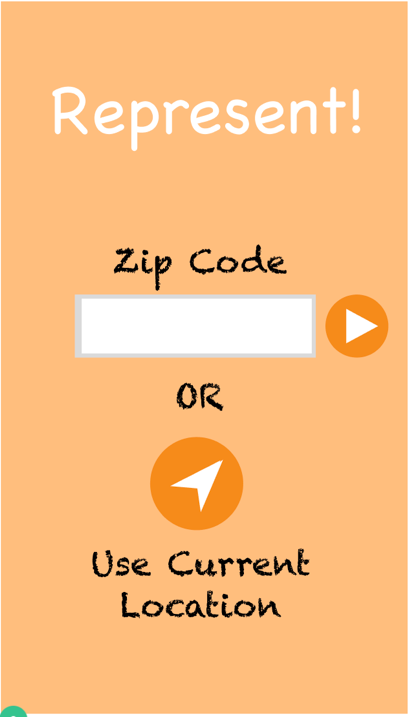 Represent!
Zip Code
OR
Use Current
Location